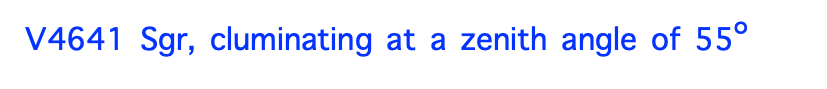 V4641 Sgr, cluminating at a zenith angle of 55°